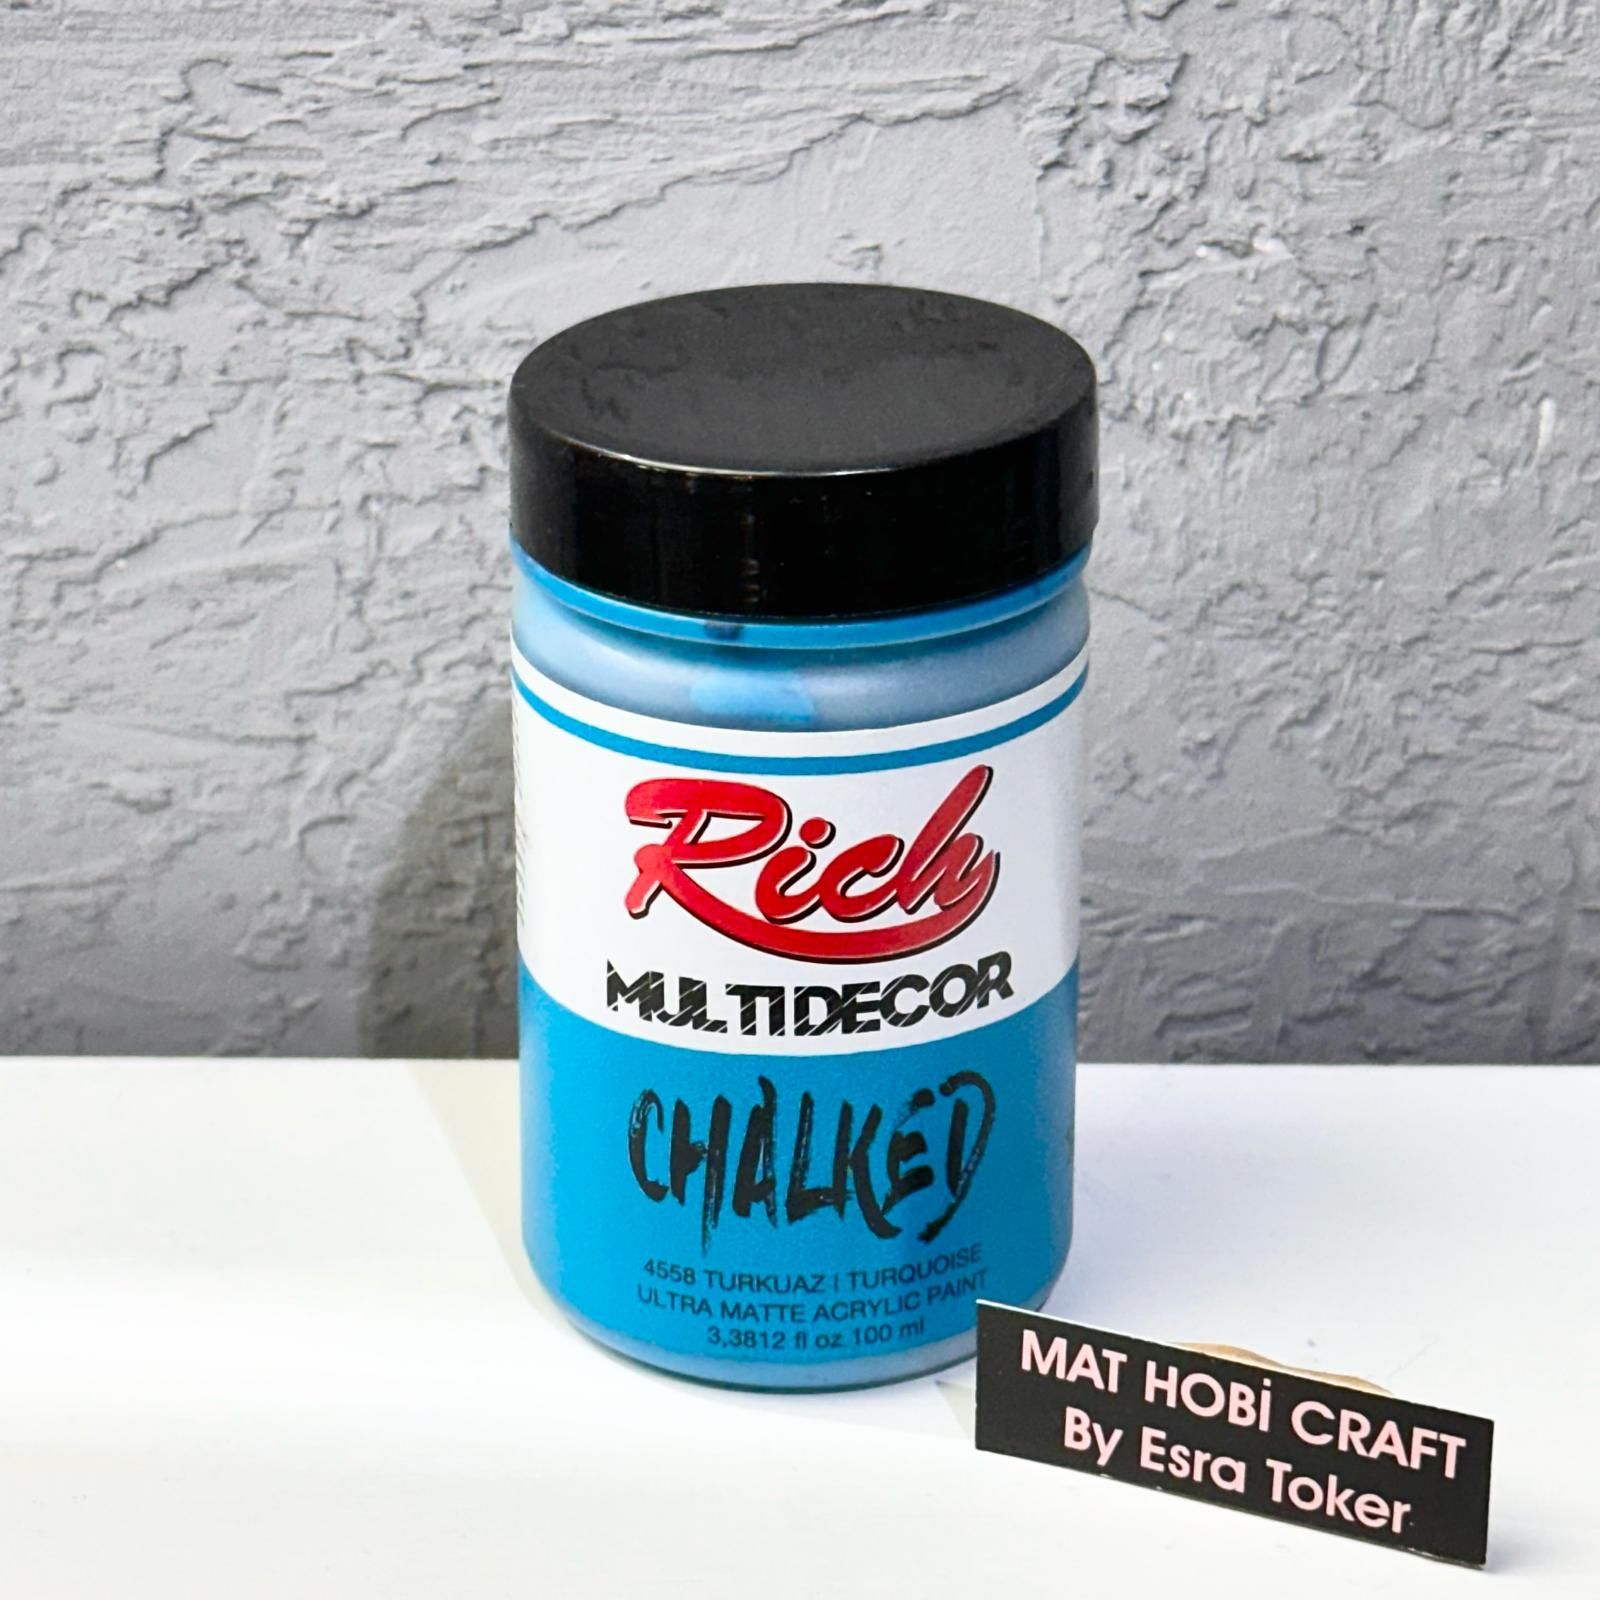 Rich
MULTIDECOR
CHALKED
4558 TURKUAZ | TURQUOISE
ULTRA MATTE ACRYLIC PAINT
3,3812 fl oz 100 ml
MAT HOBİ CRAFT
By Esra Toker